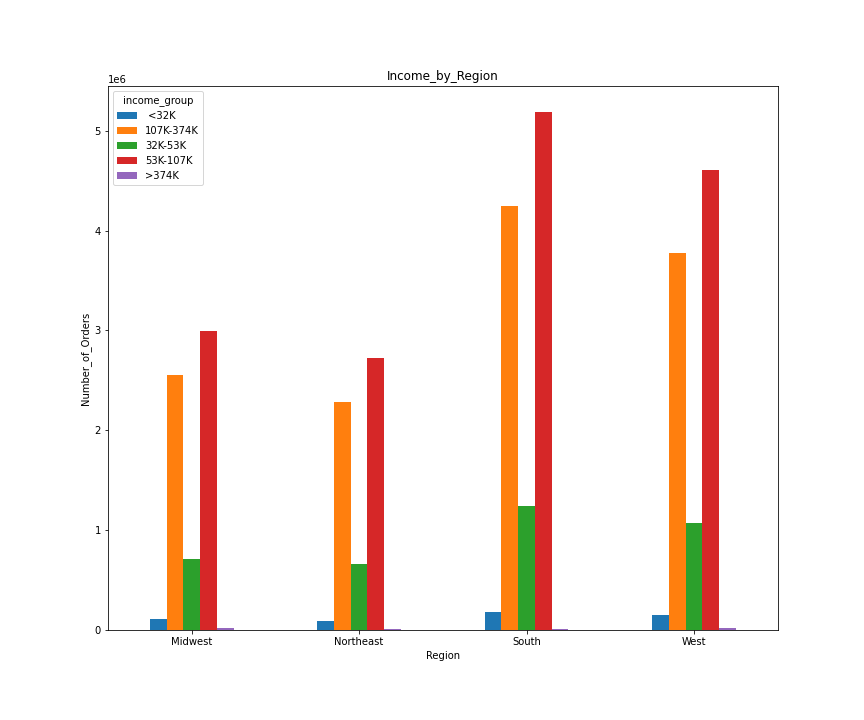 Income_by_Region
1e6
income_group
<32K
107K-374K
32K-53K
53K-107K
>374K
5
4
3
2
1
0
Number_of_Orders
Midwest
Northeast
South
West
Region